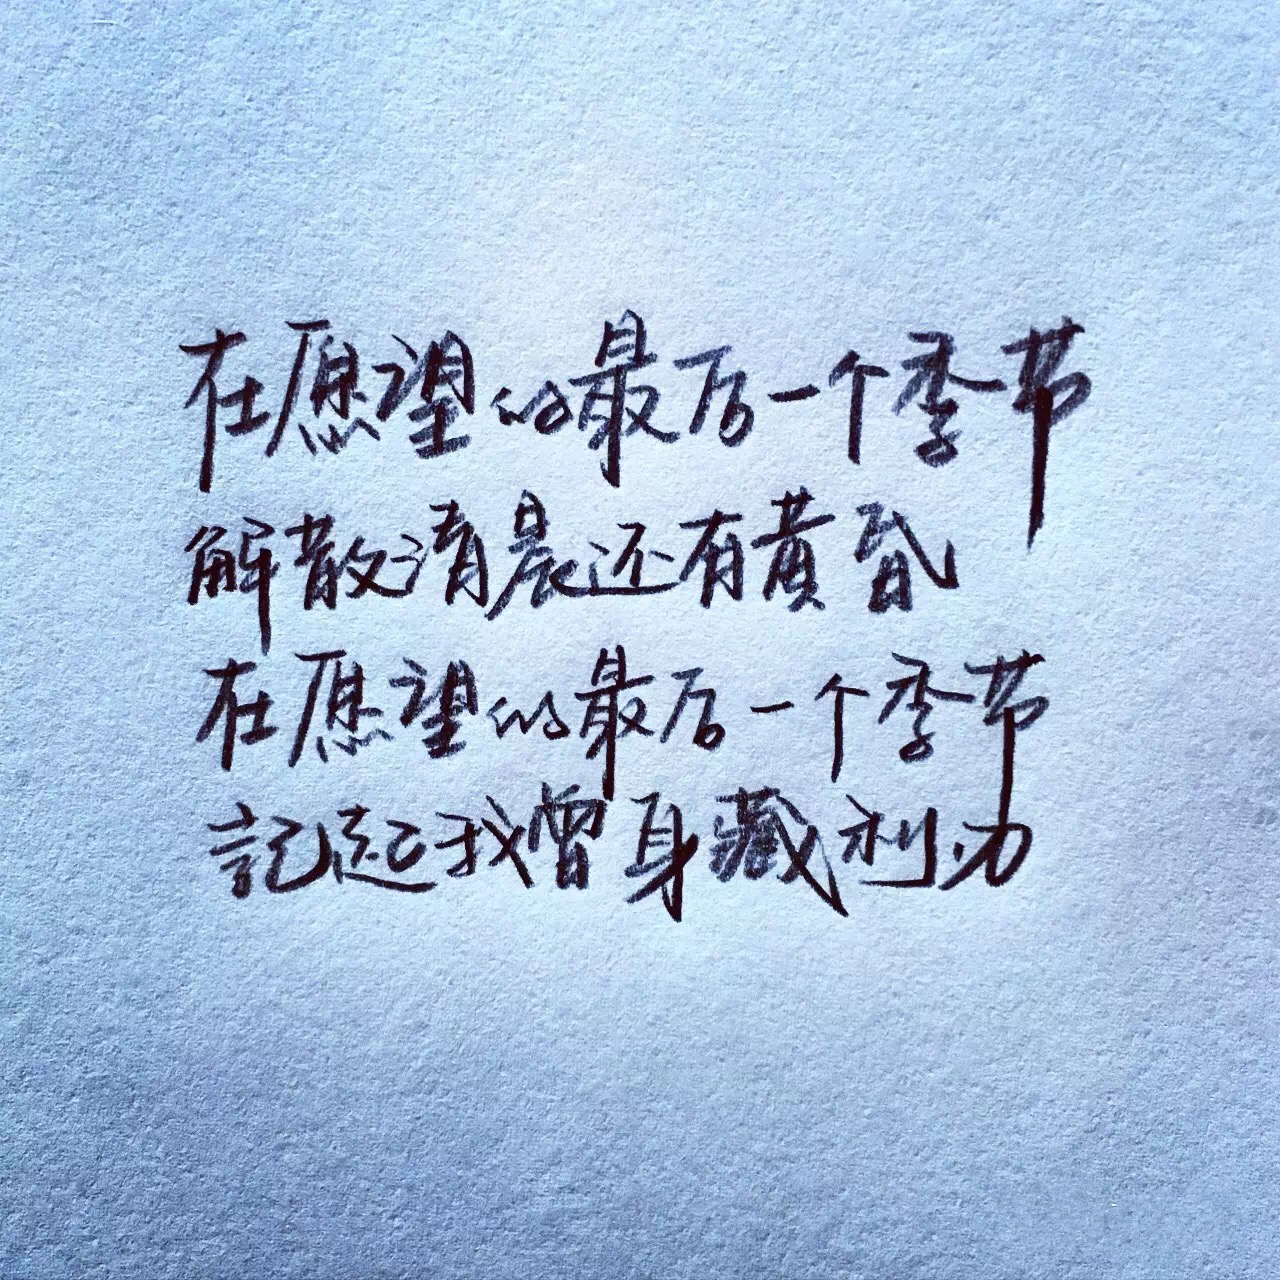 在愿望的最后一个季节
解散清晨还有黄昏
在愿望的最后一个季节
記起我曾身藏利刃